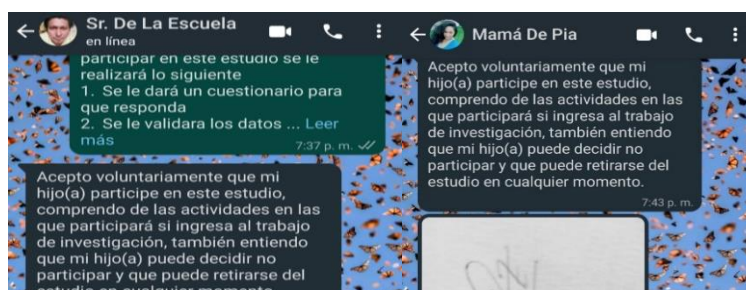 Sr. De La Escuela
en línea
participar en este estudio se le
realizará lo siguiente
1. Se le dará un cuestionario para
que responda
2. Se le validara los datos ... Leer
más
7:37 p. m.
Acepto voluntariamente que mi
hijo(a) participe en este estudio,
comprendo de las actividades en las
que participará si ingresa al trabajo
de investigación, también entiendo
que mi hijo(a) puede decidir no
participar y que puede retirarse del
estudio en cualquier momento
Mamá De Pia
Acepto voluntariamente que mi
hijo(a) participe en este estudio,
comprendo de las actividades en las
que participará si ingresa al trabajo
de investigación, también entiendo
que mi hijo(a) puede decidir no
participar y que puede retirarse del
estudio en cualquier momento.
7:43 p. m.